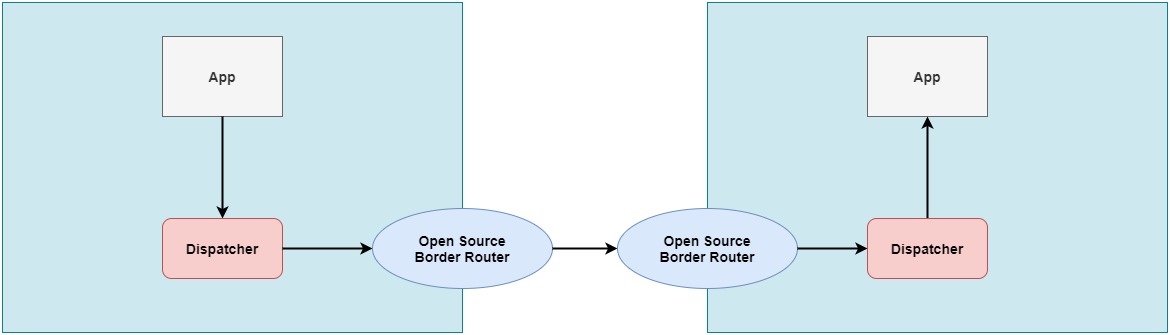 App
App
Dispatcher
Open Source
Border Router
Open Source
Border Router
Dispatcher